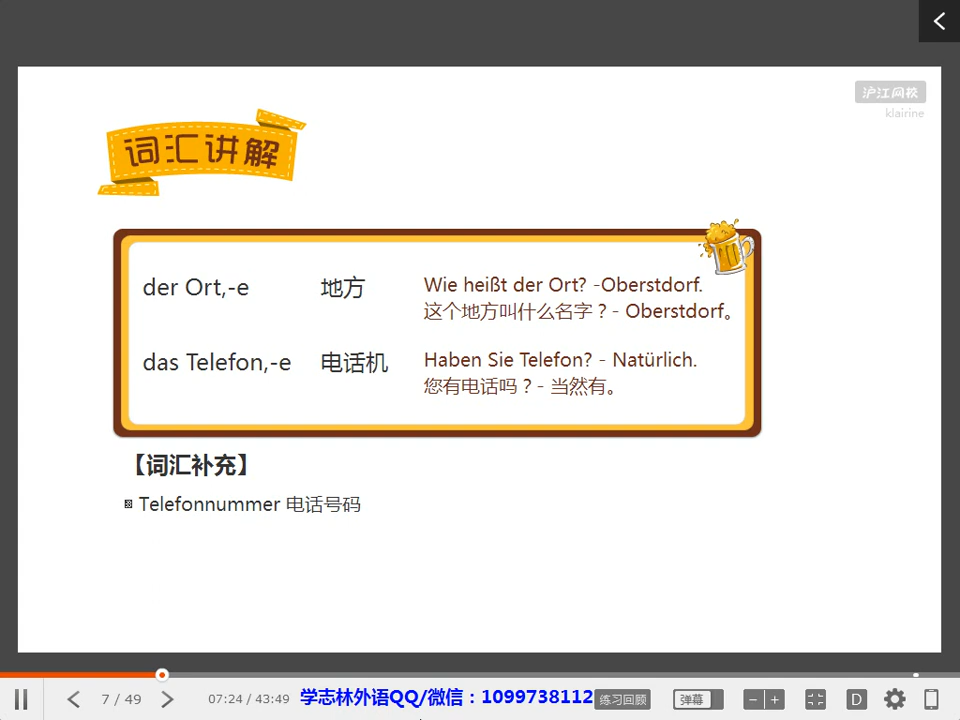 沪江网校
klairine
词汇讲解
der Ort,-e 地方 Wie heißt der Ort? -Oberstdorf.
这个地方叫什么名字？- Oberstdorf。
das Telefon,-e 电话机 Haben Sie Telefon? - Natürlich.
您有电话吗？- 当然有。
【词汇补充】
Telefonnummer 电话号码
7 / 49 07:24 / 43:49 学志林外语QQ/微信：1099738112 练习回顾 弹幕 D